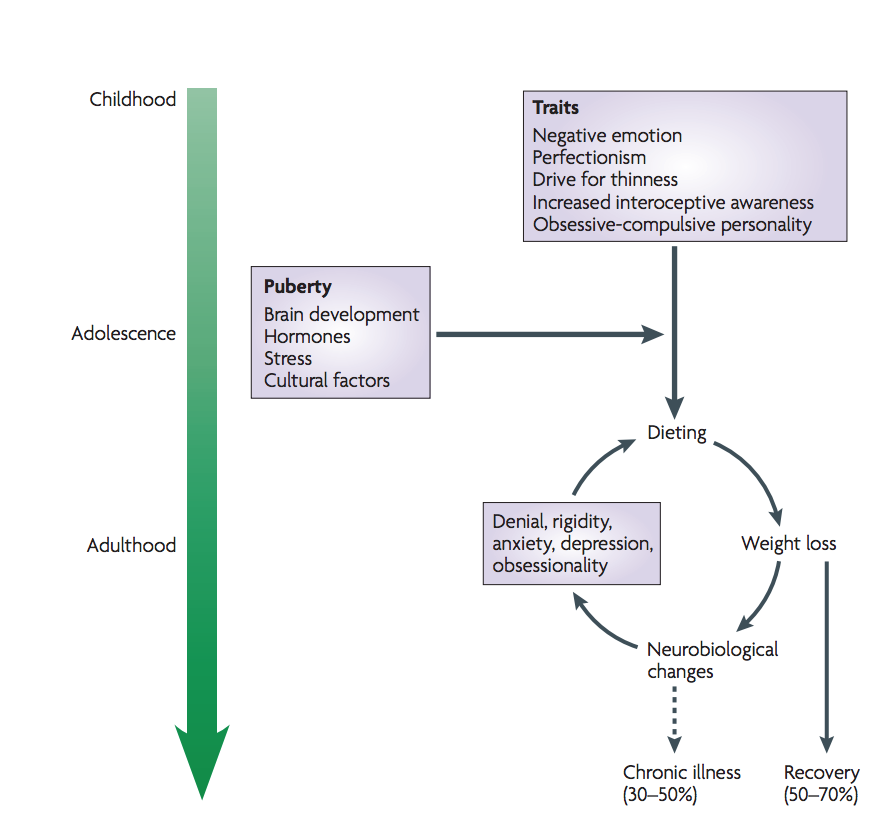 Childhood
Traits
Negative emotion
Perfectionism
Drive for thinness
Increased interoceptive awareness
Obsessive-compulsive personality
Puberty
Brain development
Hormones
Stress
Cultural factors
Adolescence
Dieting
Denial, rigidity,
anxiety, depression,
obsessionality
Adulthood
Weight loss
Neurobiological
changes
Chronic illness
(30–50%)
Recovery
(50–70%)